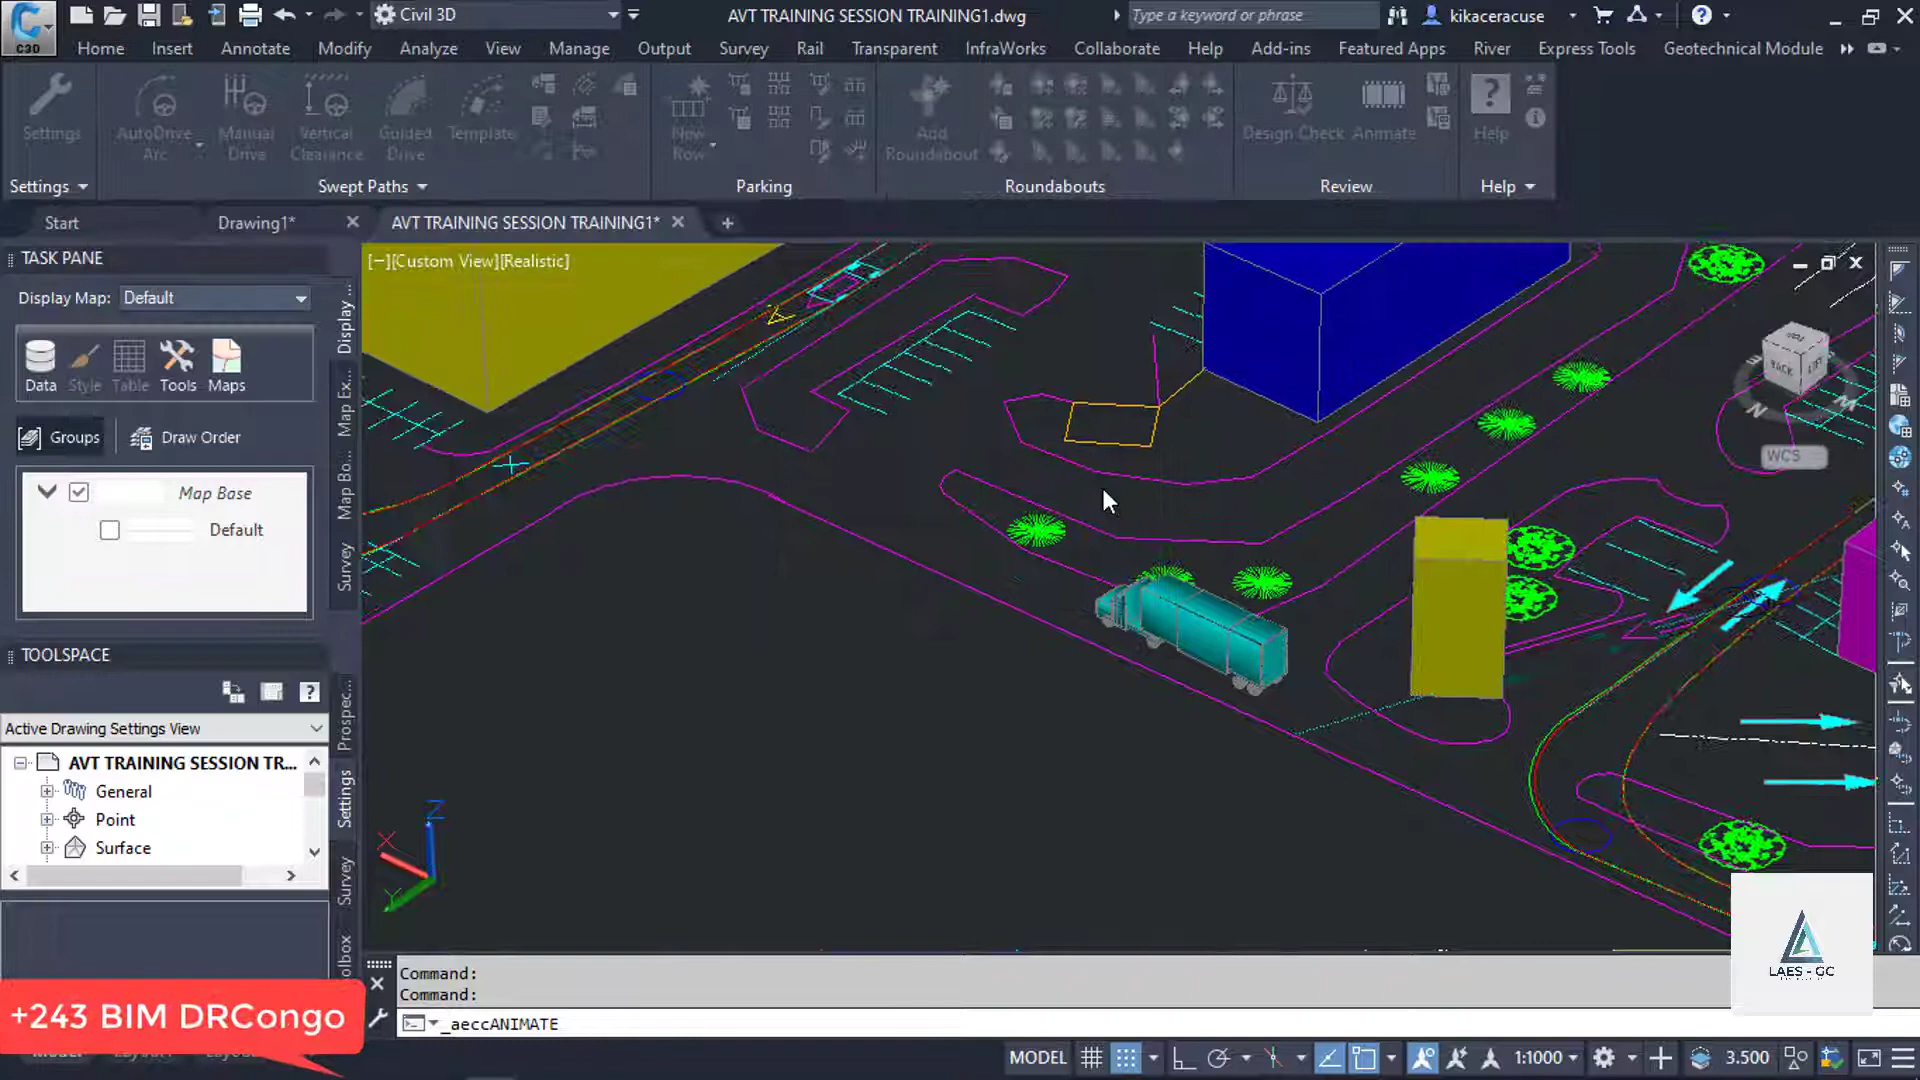 C3D
Civil 3D
AVT TRAINING SESSION TRAINING1.dwg
Type a keyword or phrase
kikaceracuse
Home Insert Annotate Modify Analyze View Manage Output Survey Rail Transparent InfraWorks Collaborate Help Add-ins Featured Apps River Express Tools Geotechnical Module
Settings
AutoDrive Arc
Manual Drive
Vertical Clearance
Guided Drive
Template
New Row
Add Roundabout
Design Check
Animate
Help
Settings Swept Paths Parking Roundabouts Review Help
Start Drawing1* AVT TRAINING SESSION TRAINING1*
TASK PANE
[−][Custom View][Realistic]
Display Map: Default
Data Style Table Tools Maps
Groups Draw Order
Map Base
Default
Display...
Map Ex...
Map Bo...
Survey
BACK
LEFT
N
WCS
TOOLSPACE
Active Drawing Settings View
AVT TRAINING SESSION TR...
General
Point
Surface
Prospec...
Settings
Survey
Z
X
Y
Command:
Command:
_aeccANIMATE
LAES - GC
+243 BIM DRCongo
MODEL 1:1000 3.500